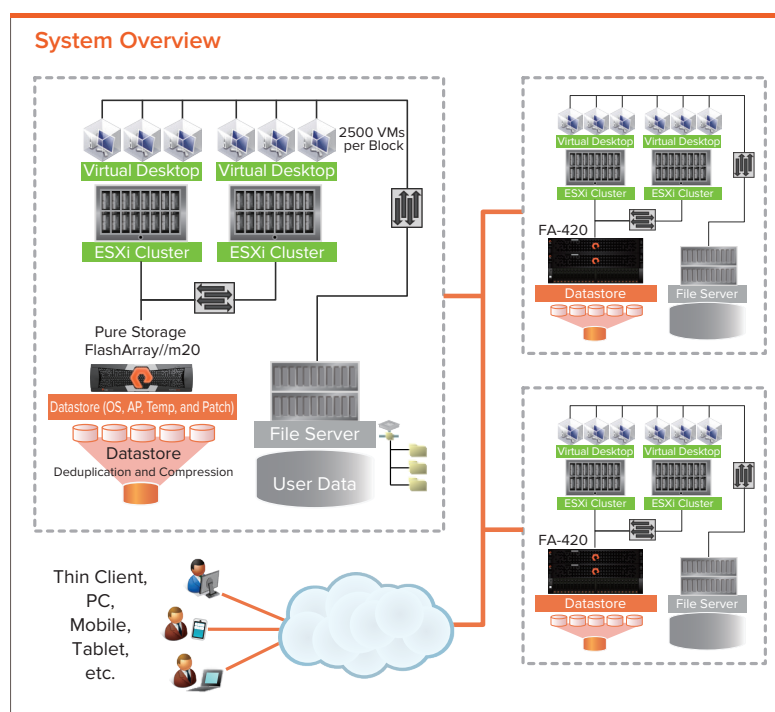 System Overview
2500 VMs
per Block
Virtual Desktop
Virtual Desktop
ESXi Cluster
ESXi Cluster
Pure Storage
FlashArray//m20
Datastore (OS, AP, Temp, and Patch)
Datastore
Deduplication and Compression
File Server
User Data
Virtual Desktop
Virtual Desktop
ESXi Cluster
ESXi Cluster
FA-420
Datastore
File Server
Virtual Desktop
Virtual Desktop
ESXi Cluster
ESXi Cluster
FA-420
Datastore
File Server
Thin Client,
PC,
Mobile,
Tablet,
etc.